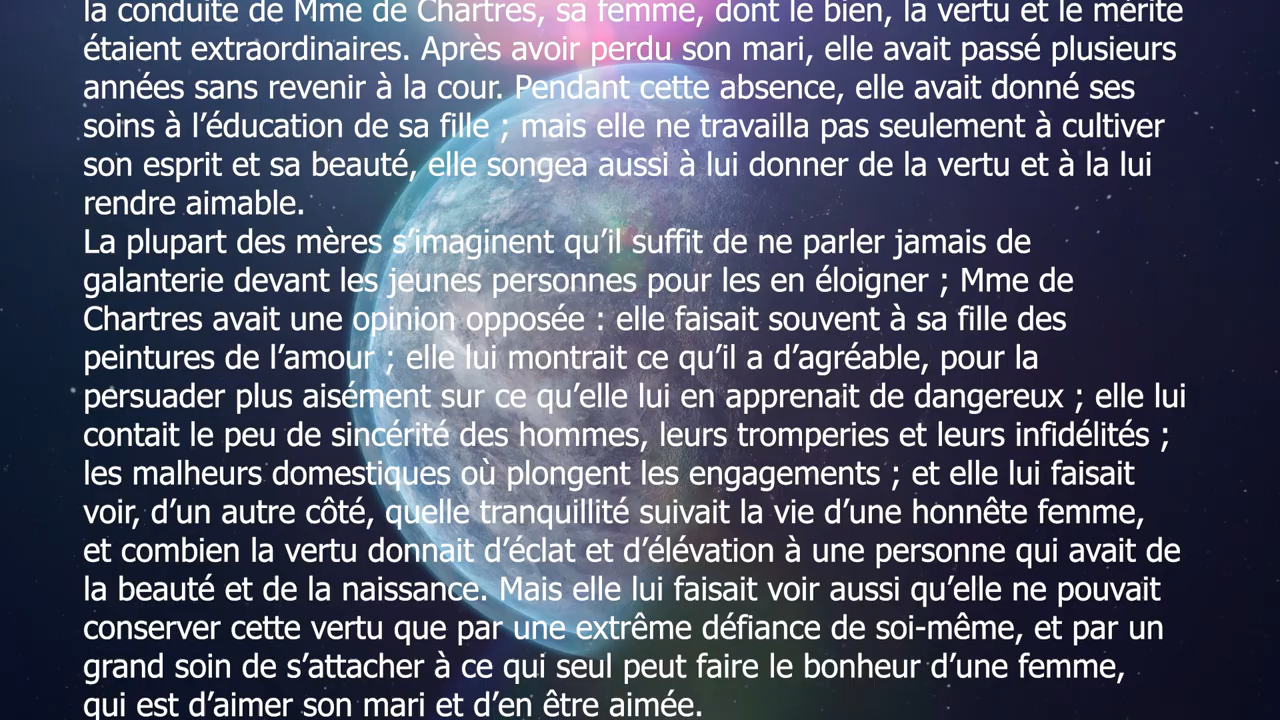 la conduite de Mme de Chartres, sa femme, dont le bien, la vertu et le mérite
étaient extraordinaires. Après avoir perdu son mari, elle avait passé plusieurs
années sans revenir à la cour. Pendant cette absence, elle avait donné ses
soins à l’éducation de sa fille ; mais elle ne travailla pas seulement à cultiver
son esprit et sa beauté, elle songea aussi à lui donner de la vertu et à la lui
rendre aimable.
La plupart des mères s’imaginent qu’il suffit de ne parler jamais de
galanterie devant les jeunes personnes pour les en éloigner ; Mme de
Chartres avait une opinion opposée : elle faisait souvent à sa fille des
peintures de l’amour ; elle lui montrait ce qu’il a d’agréable, pour la
persuader plus aisément sur ce qu’elle lui en apprenait de dangereux ; elle lui
contait le peu de sincérité des hommes, leurs tromperies et leurs infidélités ;
les malheurs domestiques où plongent les engagements ; et elle lui faisait
voir, d’un autre côté, quelle tranquillité suivait la vie d’une honnête femme,
et combien la vertu donnait d’éclat et d’élévation à une personne qui avait de
la beauté et de la naissance. Mais elle lui faisait voir aussi qu’elle ne pouvait
conserver cette vertu que par une extrême défiance de soi-même, et par un
grand soin de s’attacher à ce qui seul peut faire le bonheur d’une femme,
qui est d’aimer son mari et d’en être aimée.